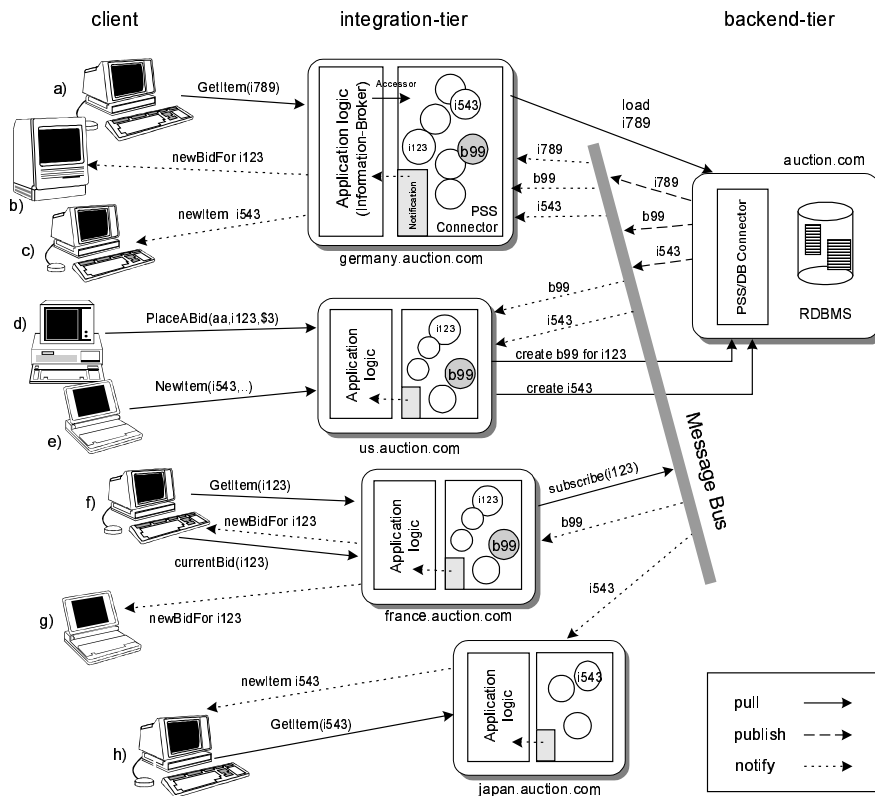 client
integration-tier
backend-tier
a)
GetItem(i789)
Application logic
(Information-Broker)
Accessor
i543
i123
b99
Notification
PSS
Connector
germany.auction.com
load
i789
newBidFor i123
b)
newItem i543
c)
i789
b99
i543
i789
b99
i543
auction.com
PSS/DB Connector
RDBMS
d)
PlaceABid(aa,i123,$3)
NewItem(i543,..)
e)
Application
logic
i123
b99
us.auction.com
b99
i543
create b99 for i123
create i543
Message Bus
f)
GetItem(i123)
newBidFor i123
currentBid(i123)
g)
newBidFor i123
Application
logic
i123
b99
france.auction.com
subscribe(i123)
b99
i543
newItem i543
GetItem(i543)
h)
Application
logic
i543
japan.auction.com
pull
publish
notify